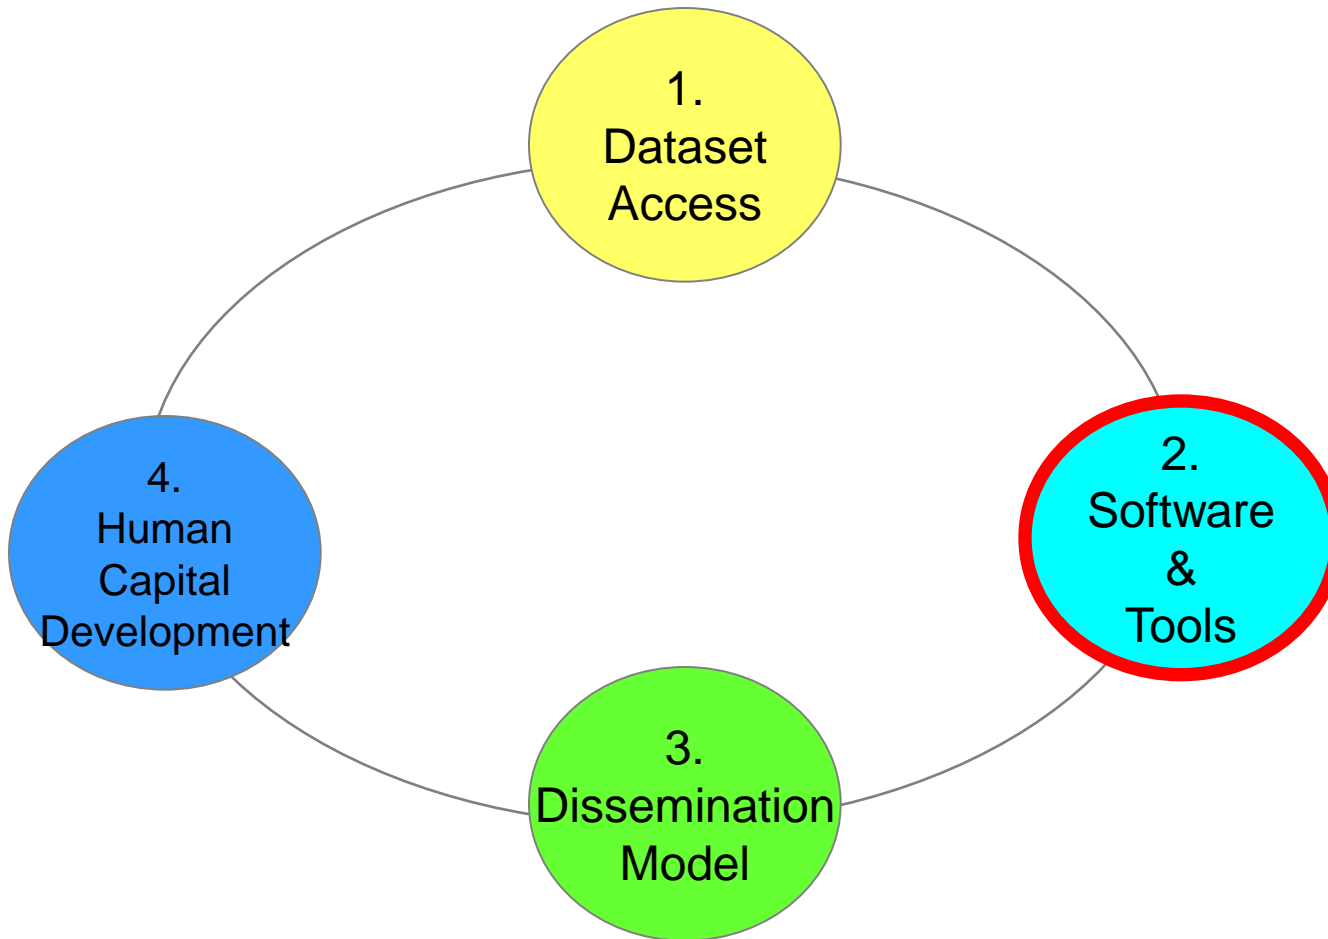 1.
Dataset
Access
2.
Software
&
Tools
3.
Dissemination
Model
4.
Human
Capital
Development